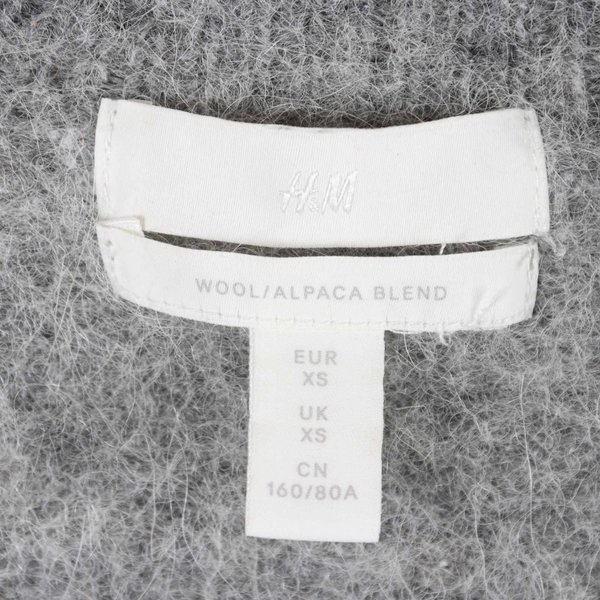 H&M
WOOL/ALPACA BLEND
EUR
XS
UK
XS
CN
160/80A